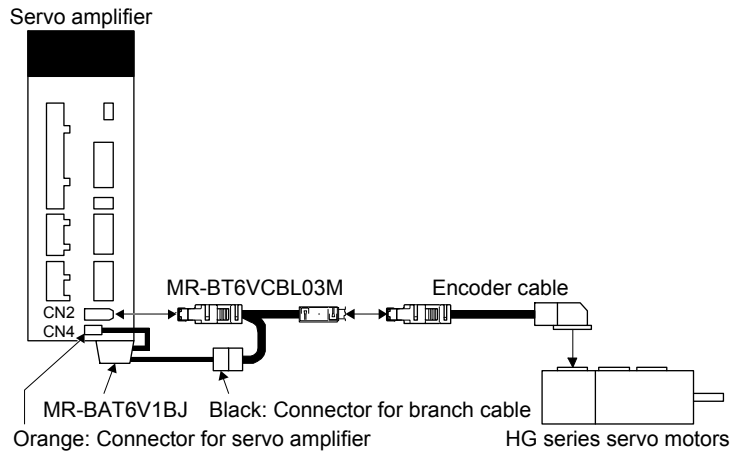 Servo amplifier
MR-BT6VCBL03M
Encoder cable
CN2
CN4
MR-BAT6V1BJ
Black: Connector for branch cable
Orange: Connector for servo amplifier
HG series servo motors